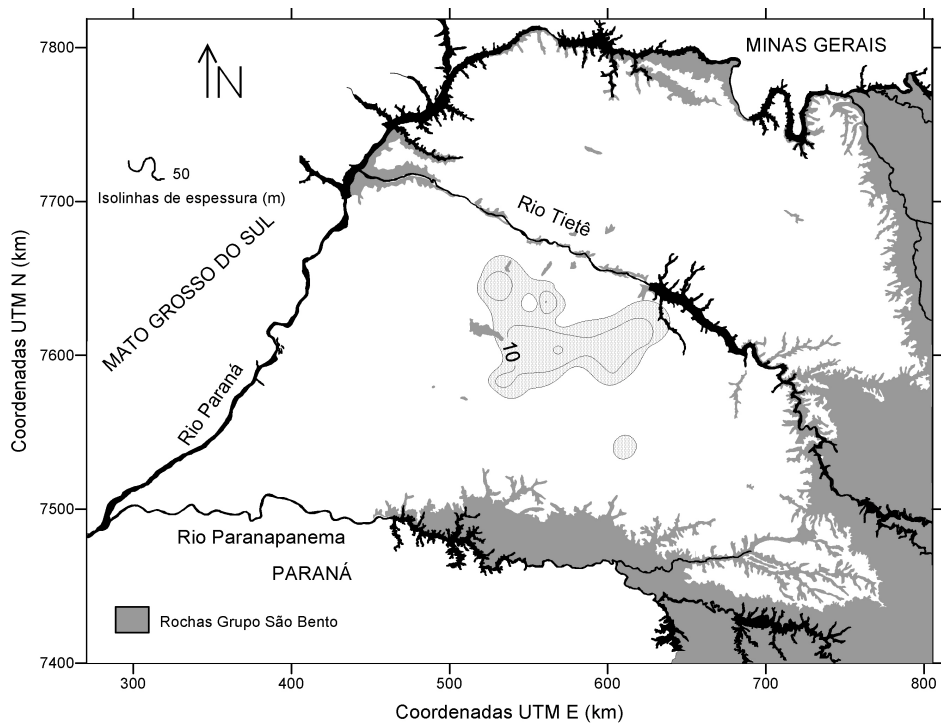 7800
7700
7600
7500
7400
Coordenadas UTM N (km)
N
MINAS GERAIS
50
Isolinhas de espessura (m)
MATO GROSSO DO SUL
Rio Tietê
10
Rio Paraná
Rio Paranapanema
PARANÁ
Rochas Grupo São Bento
300 400 500 600 700 800
Coordenadas UTM E (km)